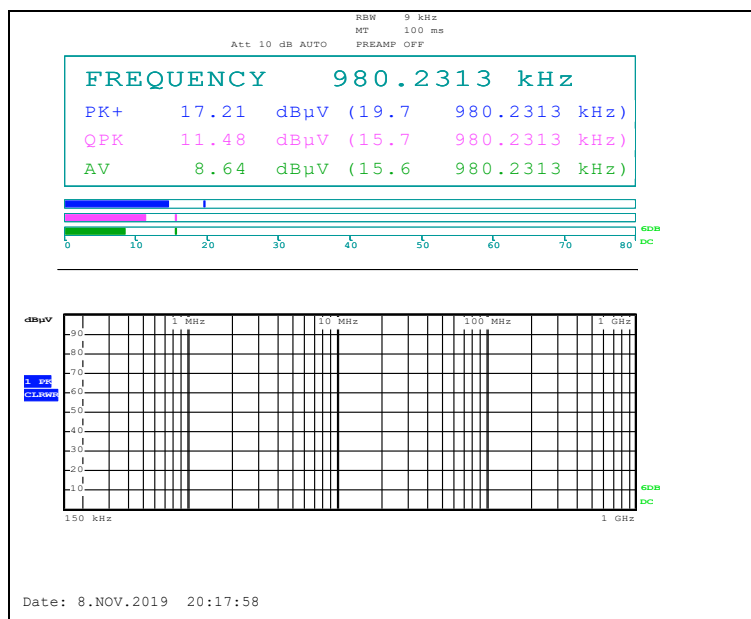 RBW 9 kHz
MT 100 ms
Att 10 dB AUTO PREAMP OFF
FREQUENCY 980.2313 kHz
PK+ 17.21 dBµV (19.7 980.2313 kHz)
QPK 11.48 dBµV (15.7 980.2313 kHz)
AV 8.64 dBµV (15.6 980.2313 kHz)
0 10 20 30 40 50 60 70 80
6DB
DC
dBµV
1 MHz 10 MHz 100 MHz 1 GHz
90
80
70
1 PK
60
CLRWR
50
40
30
20
10
6DB
DC
150 kHz 1 GHz
Date: 8.NOV.2019 20:17:58